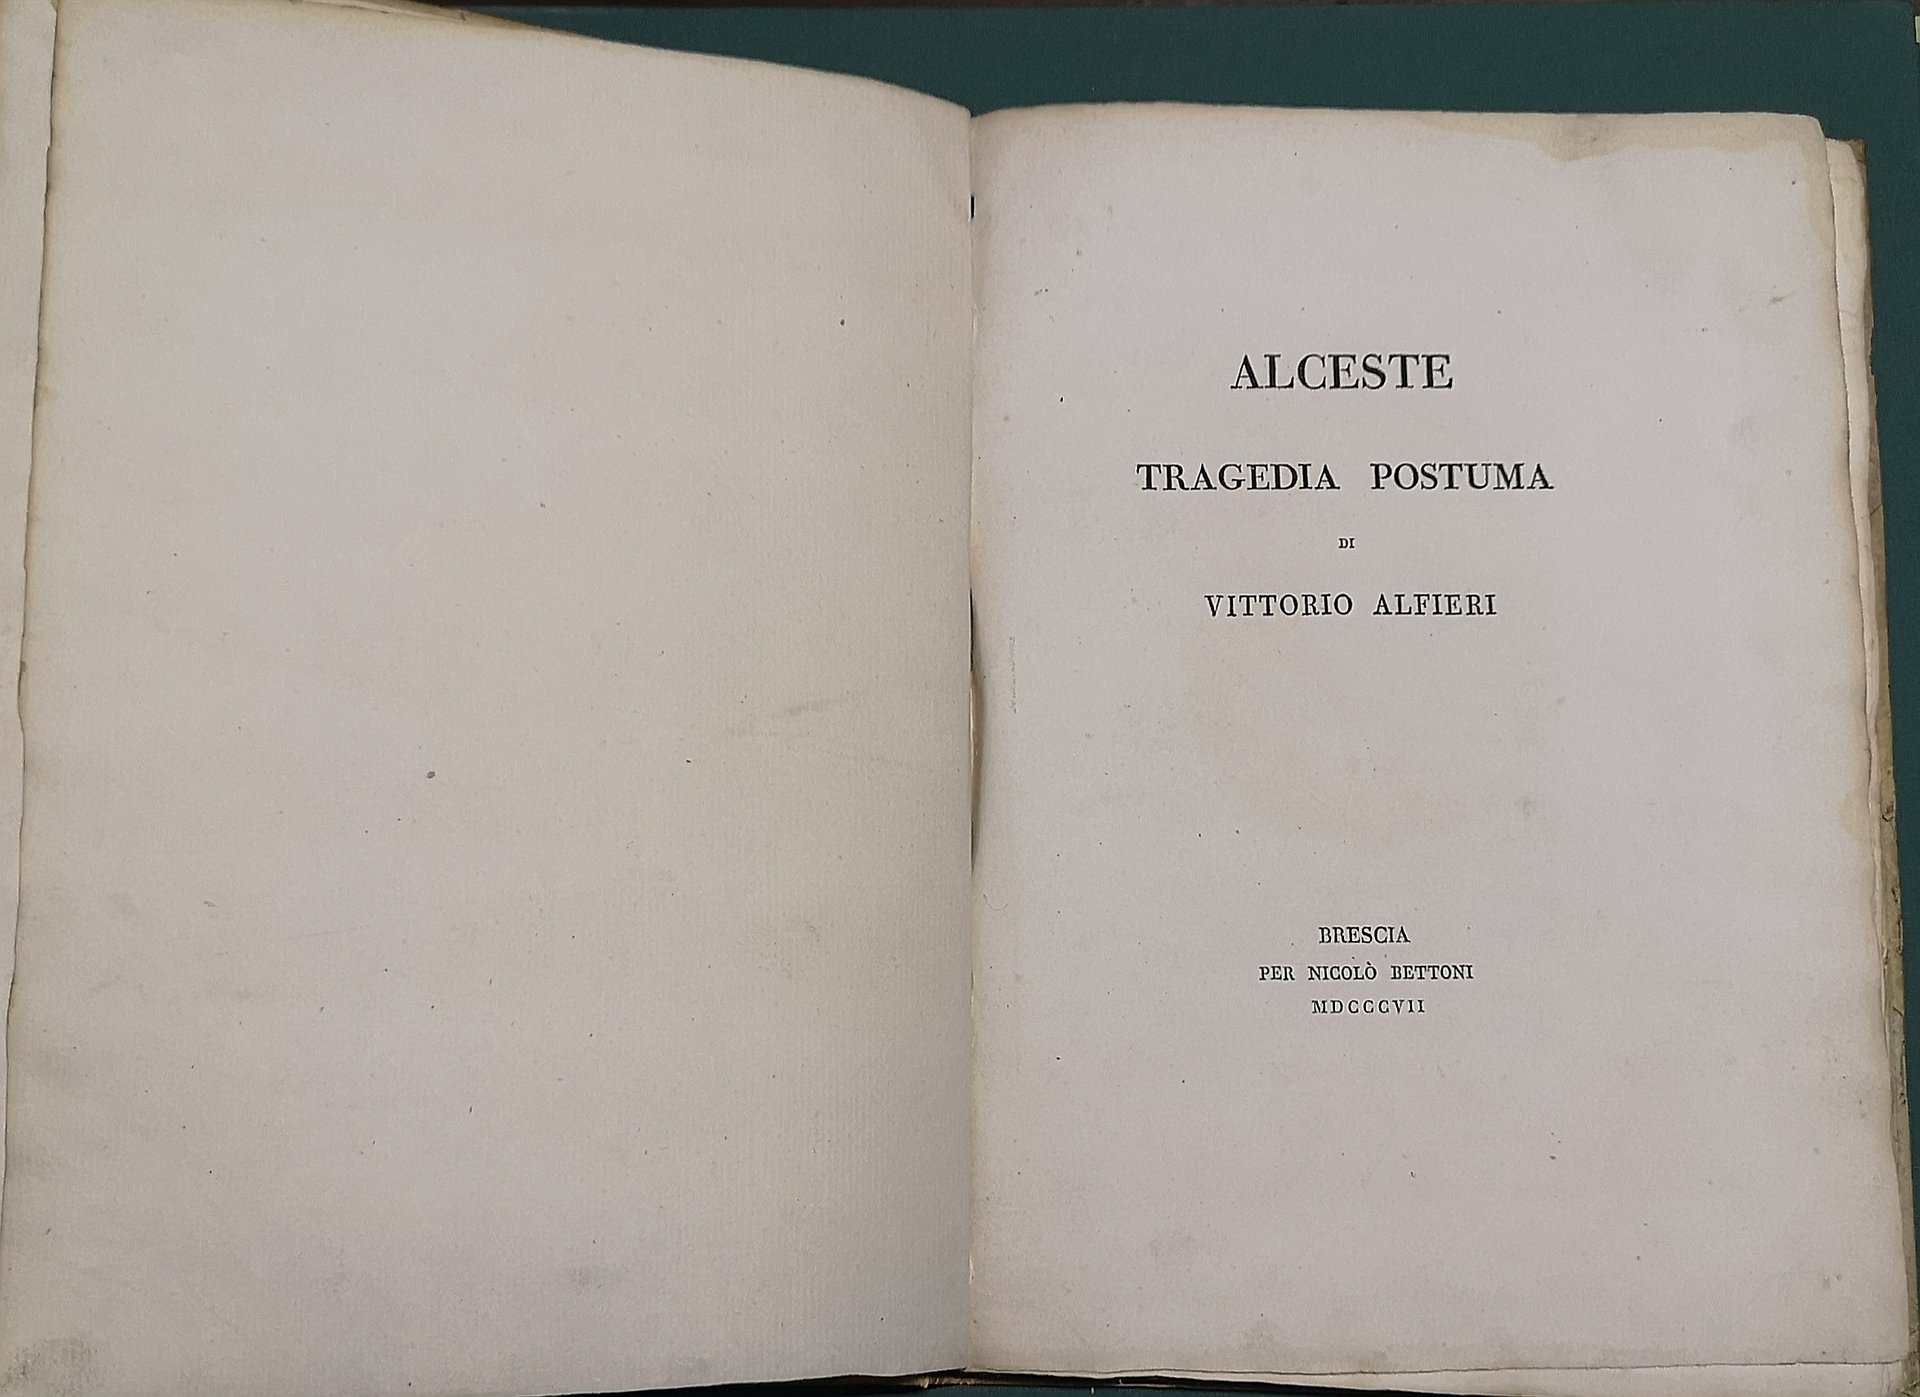 ALCESTE
TRAGEDIA POSTUMA
DI
VITTORIO ALFIERI
BRESCIA
PER NICOLÒ BETTONI
MDCCCVII